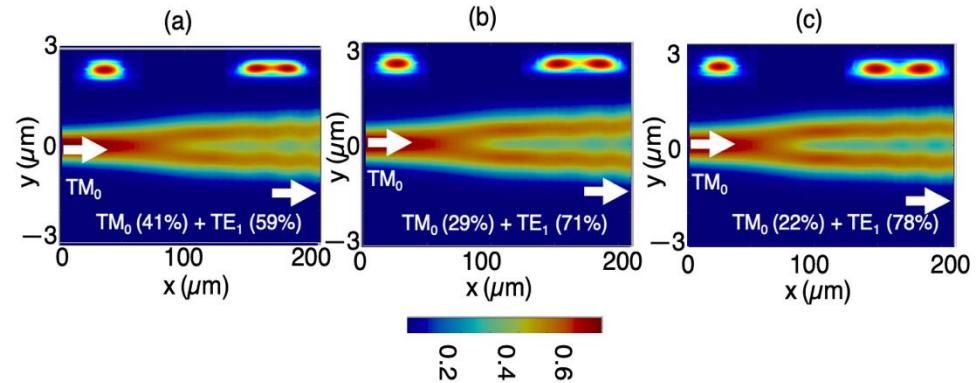 (a)
(b)
(c)
3
0
−3
y (µm)
TM₀
TM₀ (41%) + TE₁ (59%)
0
100
200
x (µm)
3
0
−3
y (µm)
TM₀
TM₀ (29%) + TE₁ (71%)
0
100
200
x (µm)
3
0
−3
y (µm)
TM₀
TM₀ (22%) + TE₁ (78%)
0
100
200
x (µm)
0.2
0.4
0.6